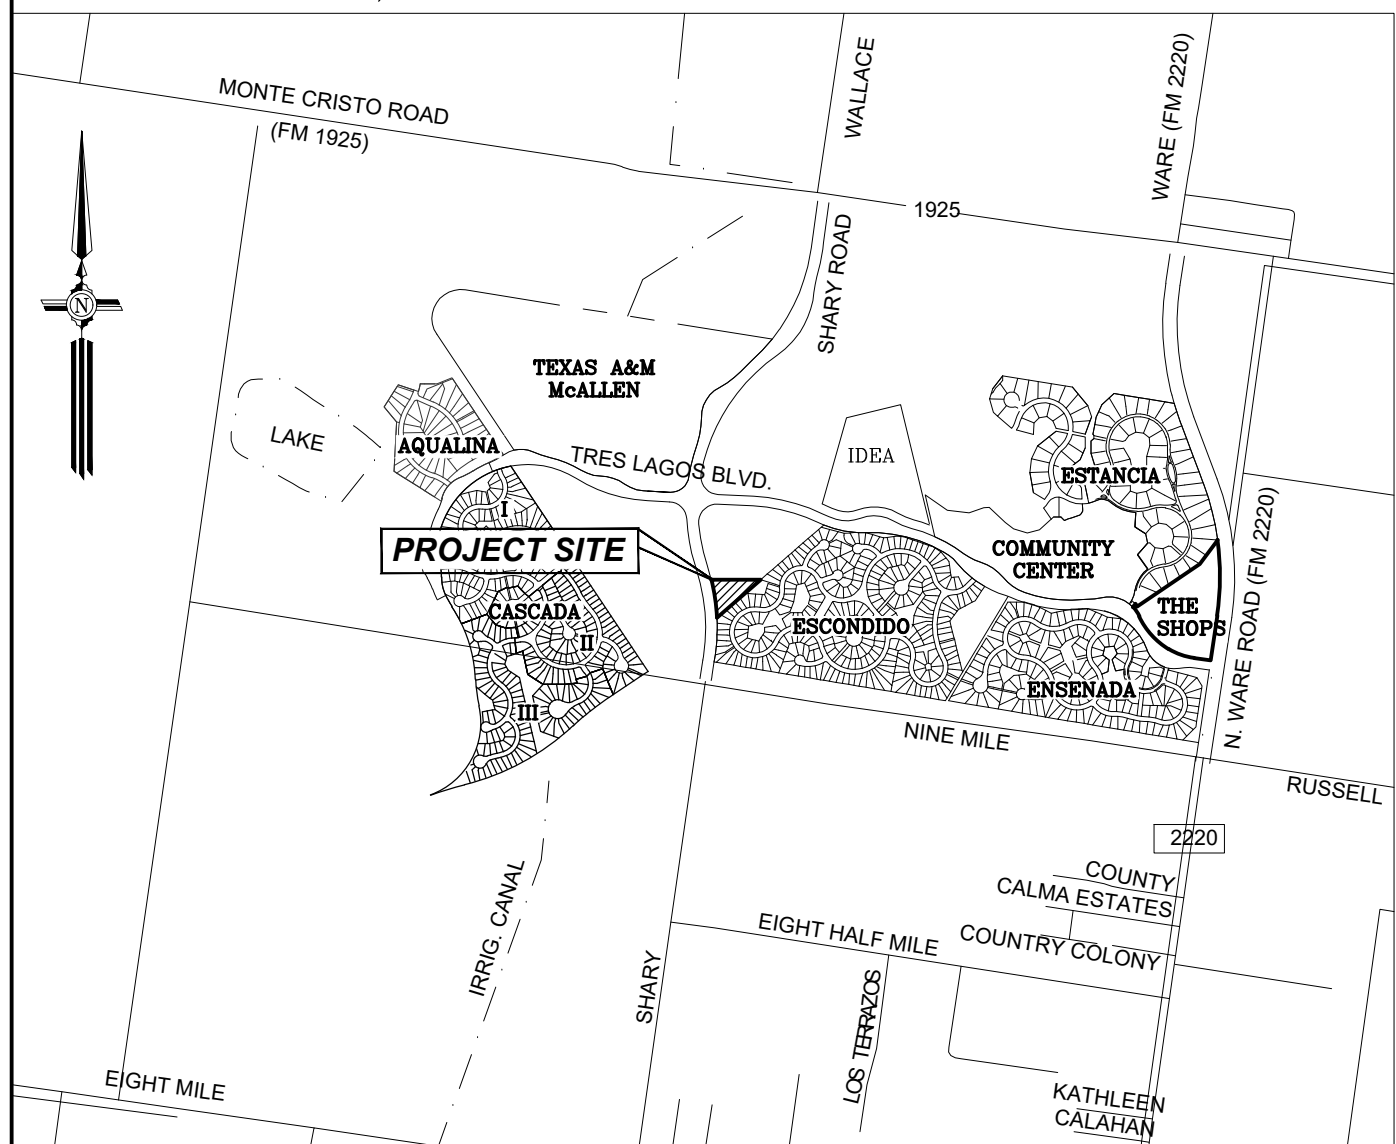 WALLACE
WARE (FM 2220)
MONTE CRISTO ROAD
(FM 1925)
1925
SHARY ROAD
N
TEXAS A&M
McALLEN
LAKE
AQUALINA
TRES LAGOS BLVD.
IDEA
ESTANCIA
I
PROJECT SITE
COMMUNITY
CENTER
N. WARE ROAD (FM 2220)
CASCADA
II
ESCONDIDO
THE
SHOPS
III
ENSENADA
NINE MILE
RUSSELL
2220
COUNTY
CALMA ESTATES
IRRIG. CANAL
EIGHT HALF MILE
COUNTRY COLONY
SHARY
LOS TERRAZOS
EIGHT MILE
KATHLEEN
CALAHAN